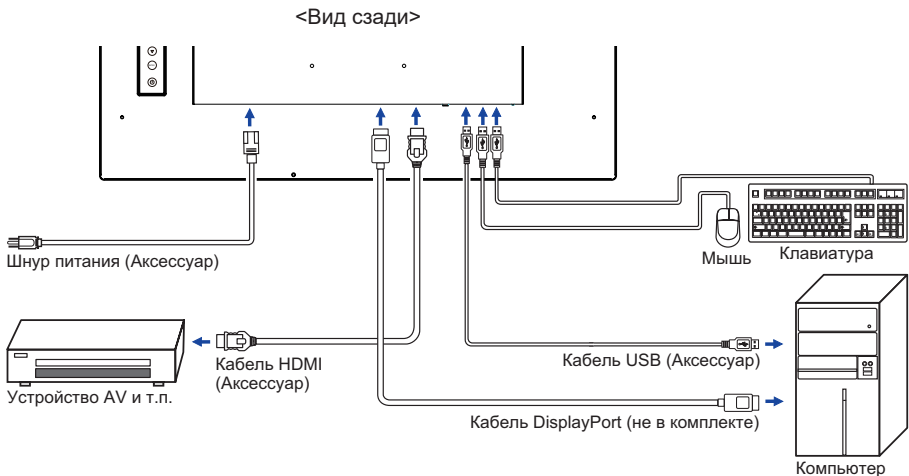 <Вид сзади>
Шнур питания (Аксессуар)
Мышь
Клавиатура
Кабель HDMI
(Аксессуар)
Кабель USB (Аксессуар)
Устройство AV и т.п.
Кабель DisplayPort (не в комплекте)
Компьютер